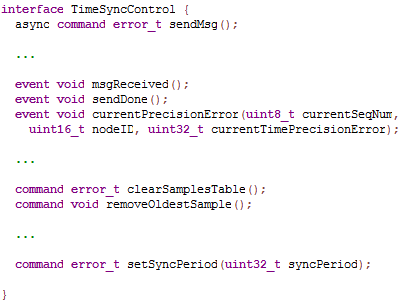 interface TimeSyncControl {
async command error_t sendMsg();
...
event void msgReceived();
event void sendDone();
event void currentPrecisionError(uint8_t currentSeqNum,
uint16_t nodeID, uint32_t currentTimePrecisionError);
...
command error_t clearSamplesTable();
command void removeOldestSample();
...
command error_t setSyncPeriod(uint32_t syncPeriod);
}